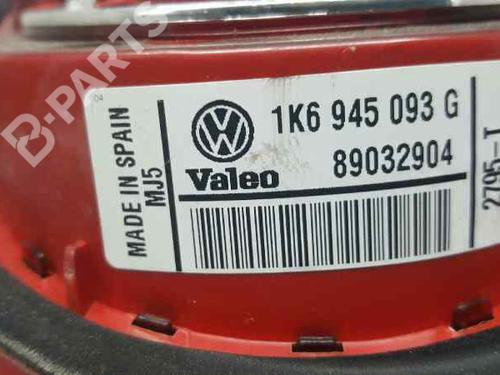 B-PARTS
MADE IN SPAIN
MJ5
1K6 945 093 G
Valeo
89032904
2795-T